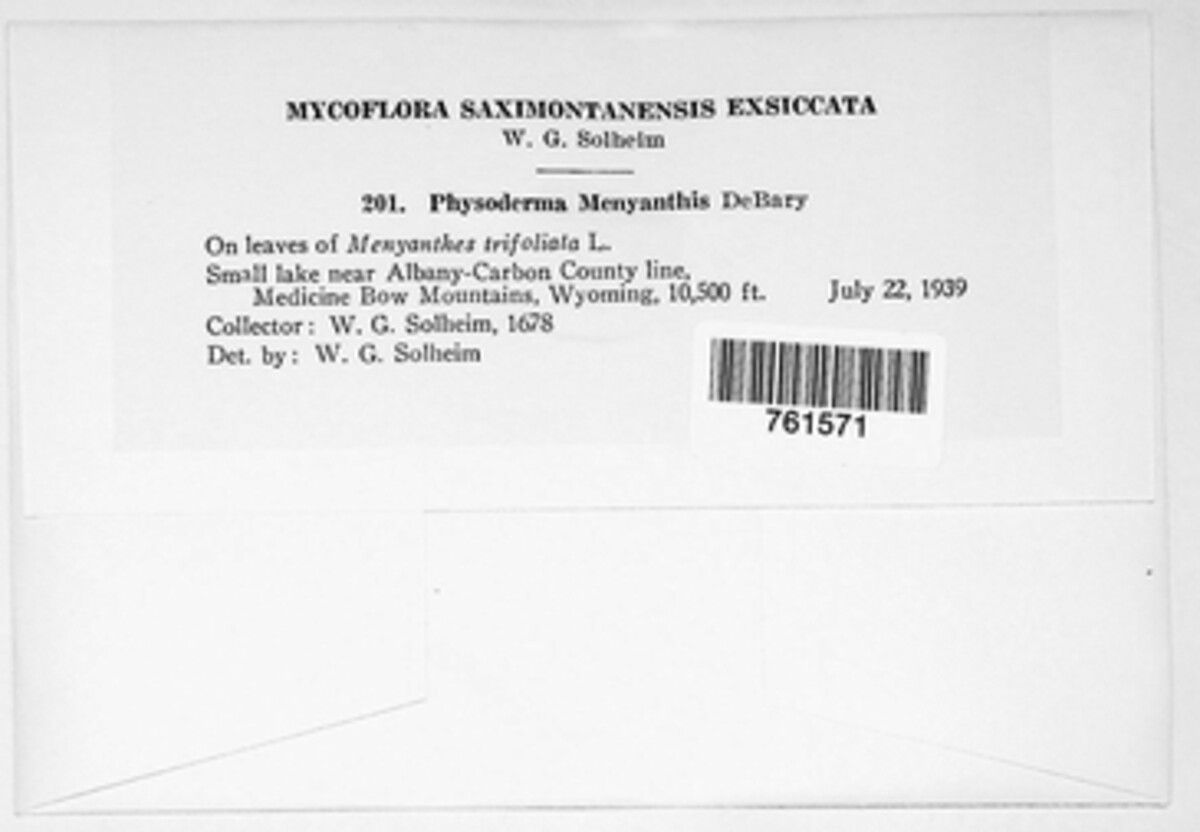 MYCOFLORA SAXIMONTANENSIS EXSICCATA
W. G. Solheim
201. Physoderma Menyanthis DeBary
On leaves of Menyanthes trifoliata L.
Small lake near Albany-Carbon County line,
Medicine Bow Mountains, Wyoming, 10,500 ft. July 22, 1939
Collector: W. G. Solheim, 1678
Det. by: W. G. Solheim
761571